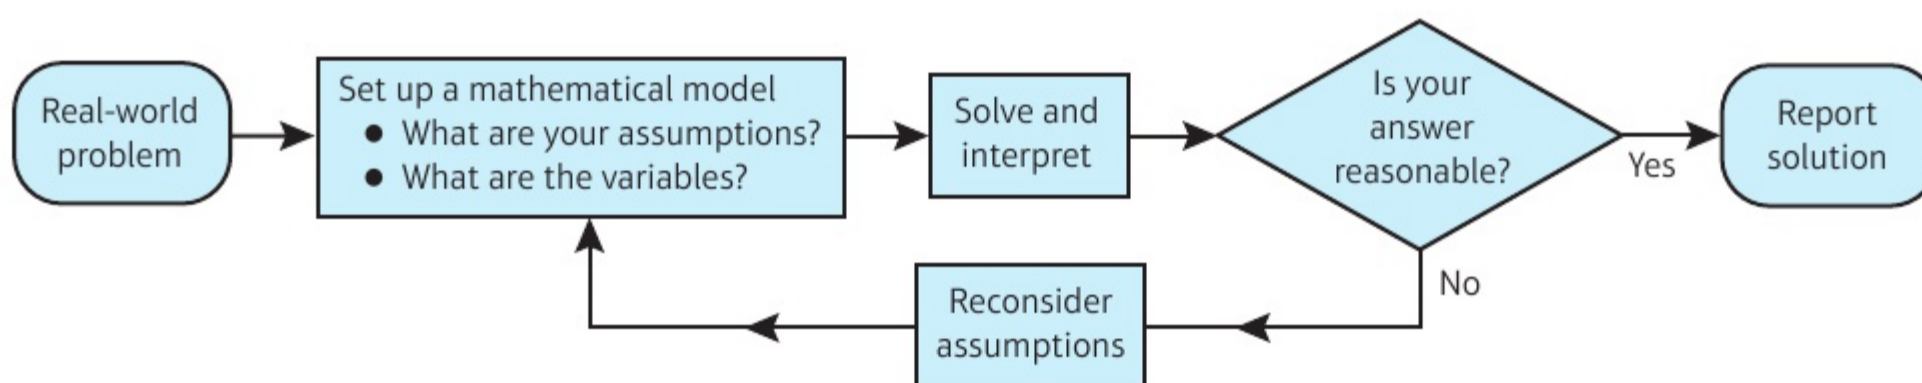 Real-world
problem
Set up a mathematical model
● What are your assumptions?
● What are the variables?
Solve and
interpret
Is your
answer
reasonable?
Yes
Report
solution
No
Reconsider
assumptions